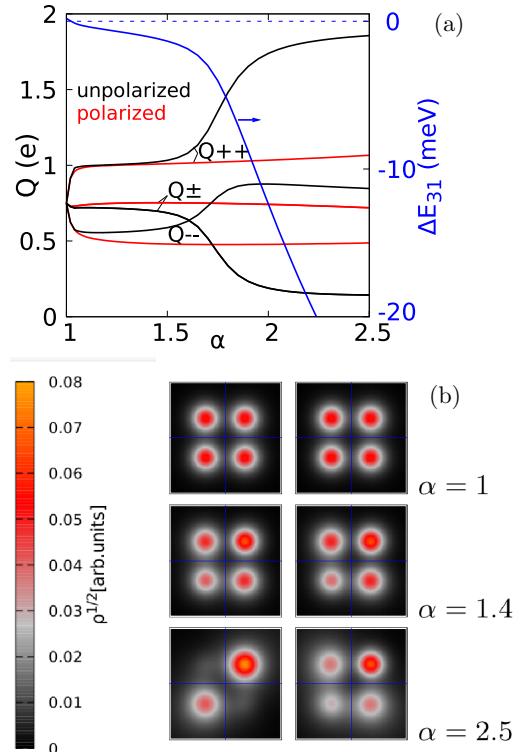 (a)
2
1.5
1
0.5
0
Q (e)
unpolarized
polarized
Q++
Q±
Q--
0
-10
-20
ΔE31 (meV)
1
1.5
2
2.5
α
(b)
0.08
0.07
0.06
0.05
0.04
0.03
0.02
0.01
0
ρ1/2[arb.units]
α = 1
α = 1.4
α = 2.5